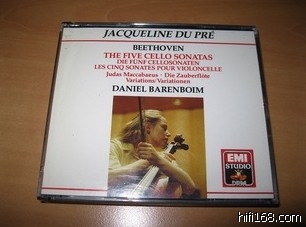 JACQUELINE DU PRÉ
BEETHOVEN
THE FIVE CELLO SONATAS
DIE FÜNF CELLOSONATEN
LES CINQ SONATES POUR VIOLONCELLE
Judas Maccabaeus · Die Zauberflöte
Variations/Variationen
DANIEL BARENBOIM
EMI
STUDIO
hifi168.com